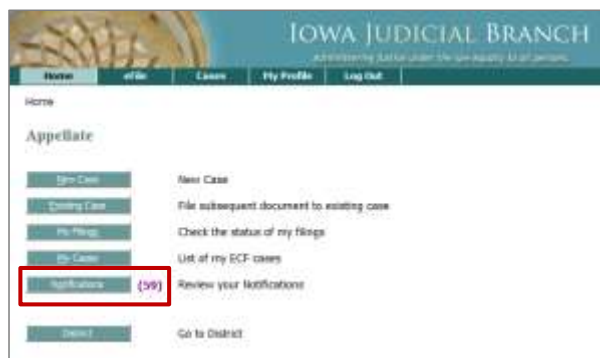 IOWA JUDICIAL BRANCH
Administering justice under the law equally to all persons.
Home eFile Cases My Profile Log Out
Home
Appellate
New Case New Case
Existing Case File subsequent document to existing case
My Filings Check the status of my filings
My Cases List of my ECF cases
Notifications (59) Review your Notifications
District Go to District